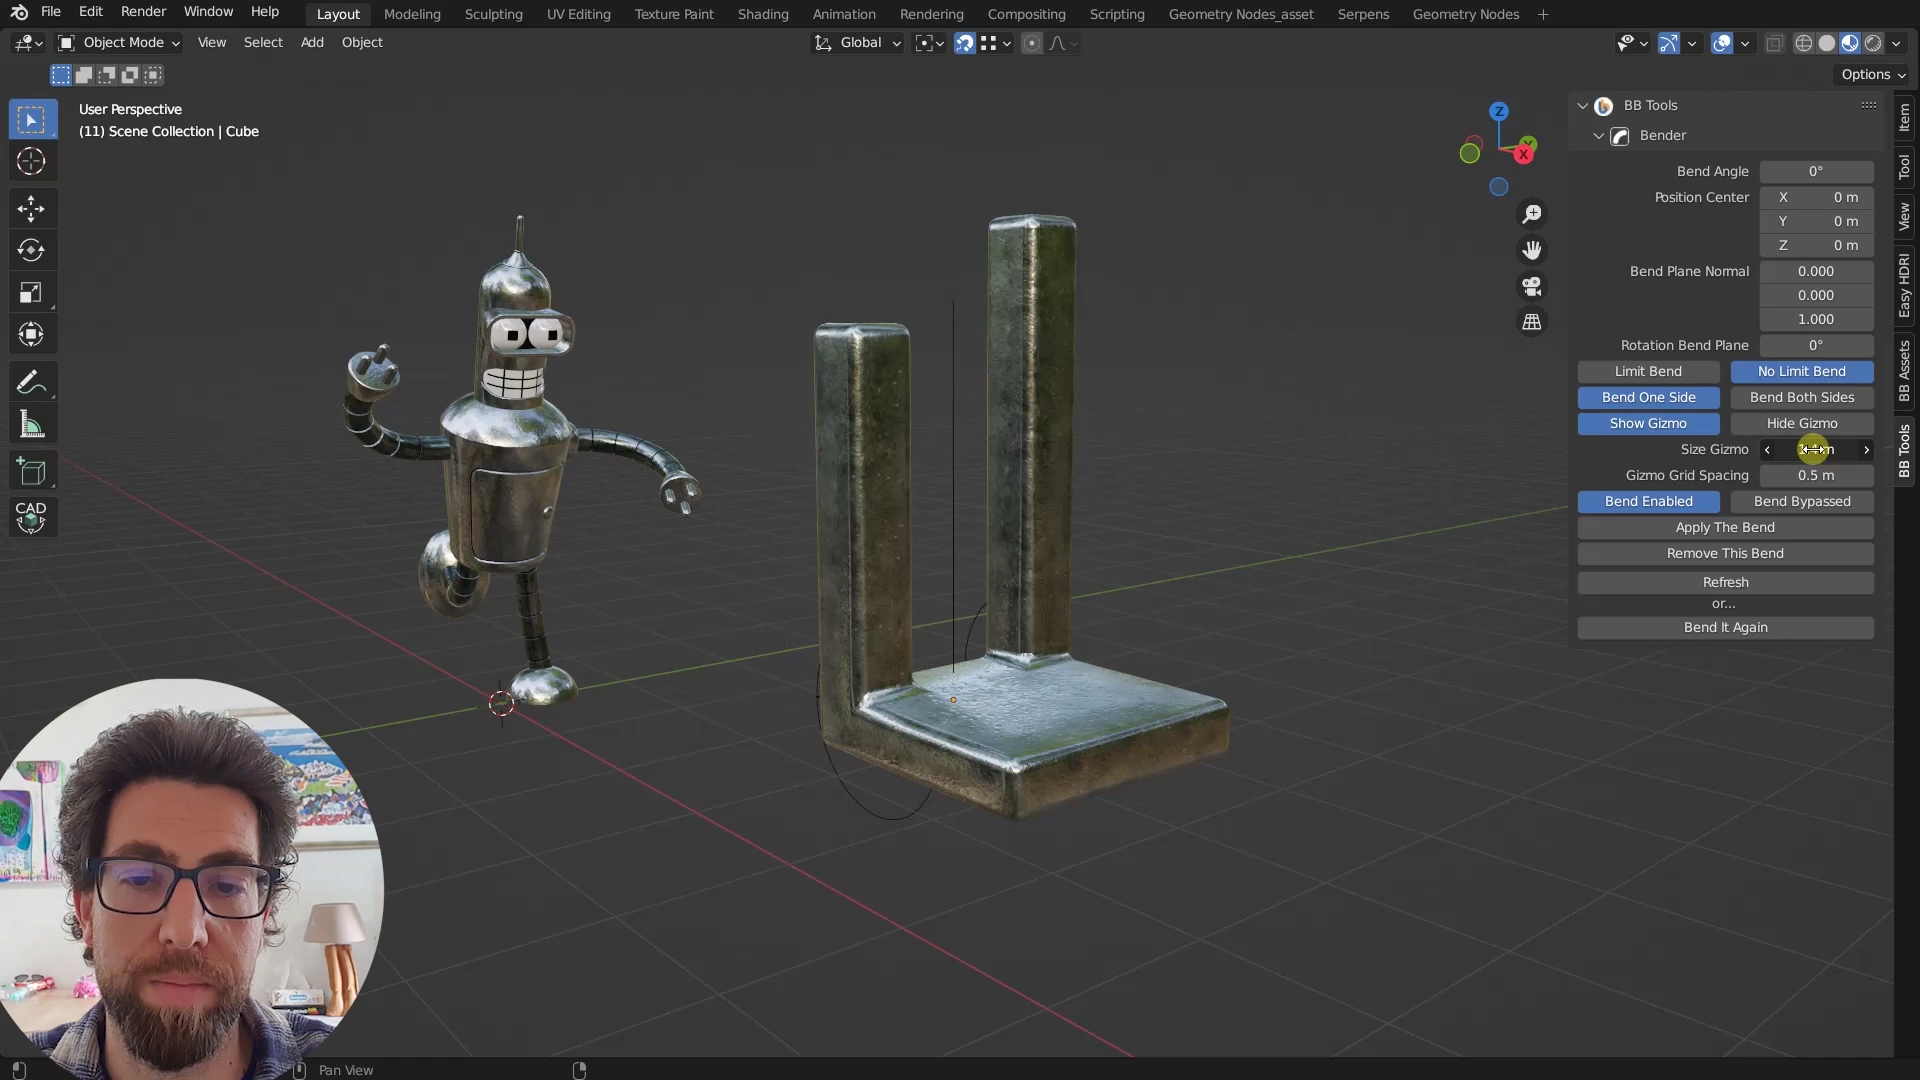 File Edit Render Window Help Layout Modeling Sculpting UV Editing Texture Paint Shading Animation Rendering Compositing Scripting Geometry Nodes_asset Serpens Geometry Nodes
Object Mode View Select Add Object Global
Options
User Perspective
(11) Scene Collection | Cube
CAD
Z
Y
X
BB Tools
Bender
Bend Angle 0°
Position Center X 0 m
Y 0 m
Z 0 m
Bend Plane Normal 0.000
0.000
1.000
Rotation Bend Plane 0°
Limit Bend No Limit Bend
Bend One Side Bend Both Sides
Show Gizmo Hide Gizmo
Size Gizmo
Gizmo Grid Spacing 0.5 m
Bend Enabled Bend Bypassed
Apply The Bend
Remove This Bend
Refresh
or...
Bend It Again
Item
Tool
View
Easy HDRI
BB Assets
BB Tools
Pan View